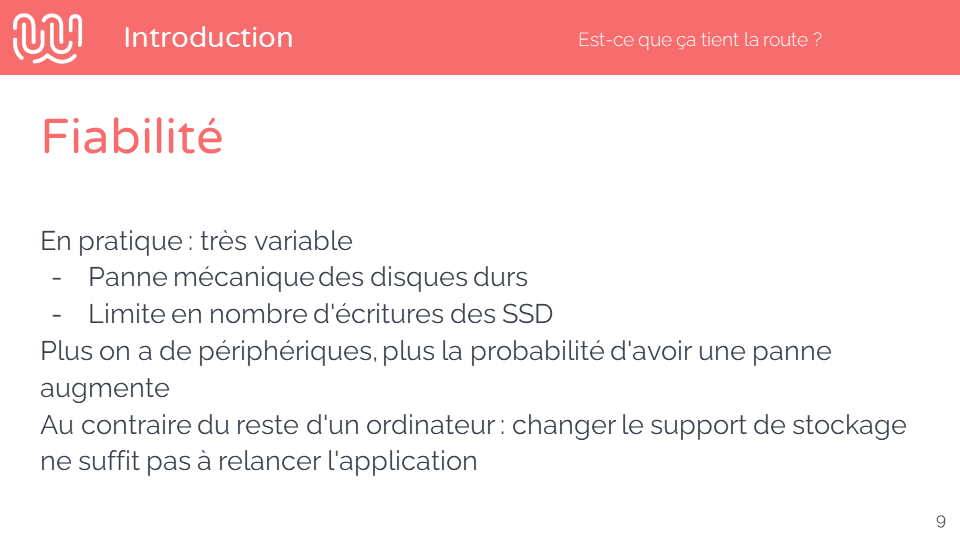 Introduction
Est-ce que ça tient la route ?
Fiabilité
En pratique : très variable
- Panne mécanique des disques durs
- Limite en nombre d'écritures des SSD
Plus on a de périphériques, plus la probabilité d'avoir une panne
augmente
Au contraire du reste d'un ordinateur : changer le support de stockage
ne suffit pas à relancer l'application
9